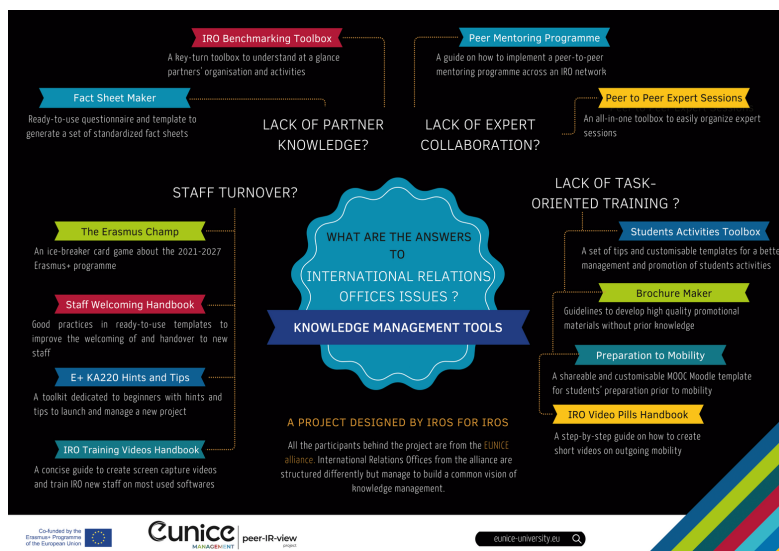 IRO Benchmarking Toolbox
A key-turn toolbox to understand at a glance
partners' organisation and activities
Fact Sheet Maker
Ready-to-use questionnaire and template to
generate a set of standardized fact sheets
LACK OF PARTNER
KNOWLEDGE?
Peer Mentoring Programme
A guide on how to implement a peer-to-peer
mentoring programme across an IRO network
Peer to Peer Expert Sessions
An all-in-one toolbox to easily organize expert
sessions
LACK OF EXPERT
COLLABORATION?
STAFF TURNOVER?
The Erasmus Champ
An ice-breaker card game about the 2021-2027
Erasmus+ programme
Staff Welcoming Handbook
Good practices in ready-to-use templates to
improve the welcoming of and handover to new
staff
E+ KA220 Hints and Tips
A toolkit dedicated to beginners with hints and
tips to launch and manage a new project
IRO Training Videos Handbook
A concise guide to create screen capture videos
and train IRO new staff on most used softwares
WHAT ARE THE ANSWERS
TO
INTERNATIONAL RELATIONS
OFFICES ISSUES ?
KNOWLEDGE MANAGEMENT TOOLS
A PROJECT DESIGNED BY IROS FOR IROS
All the participants behind the project are from the EUNICE
alliance. International Relations Offices from the alliance are
structured differently but manage to build a common vision of
knowledge management.
LACK OF TASK-
ORIENTED TRAINING ?
Students Activities Toolbox
A set of tips and customisable templates for a bette
management and promotion of students activities
Brochure Maker
Guidelines to develop high quality promotional
materials without prior knowledge
Preparation to Mobility
A shareable and customisable MOOC Moodle template
for students' preparation prior to mobility
IRO Video Pills Handbook
A step-by-step guide on how to create
short videos on outgoing mobility
Co-funded by the
Erasmus+ Programme
of the European Union
eunice
MANAGEMENT
peer-IR-view
project
eunice-university.eu